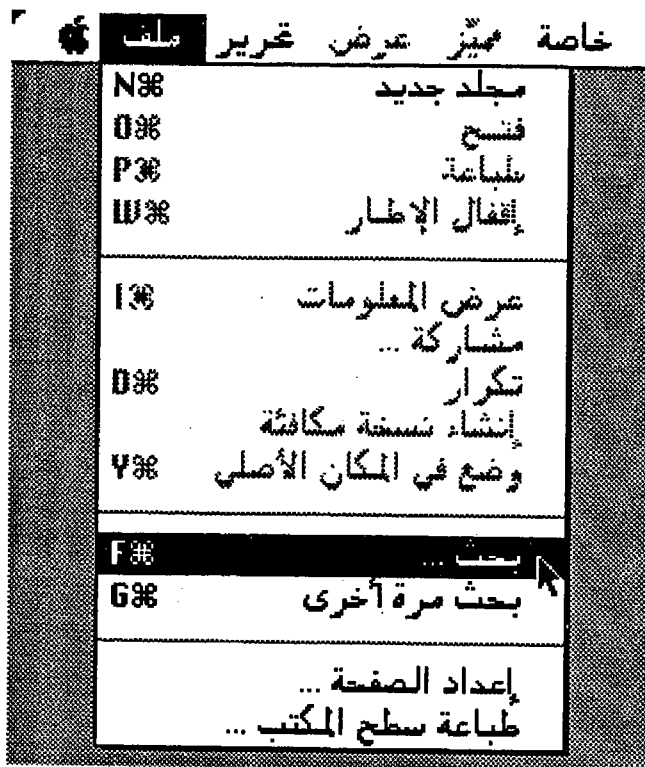 ملف تحرير عرض مميّز خاصة
مجلد جديد N⌘
فتح O⌘
طباعة P⌘
إقفال الإطار W⌘
عرض المعلومات I⌘
مشاركة ...
تكرار D⌘
إنشاء نسخة مكافئة
وضع في المكان الأصلي Y⌘
بحث ... F⌘
بحث مرة أخرى G⌘
إعداد الصفحة ...
طباعة سطح المكتب ...